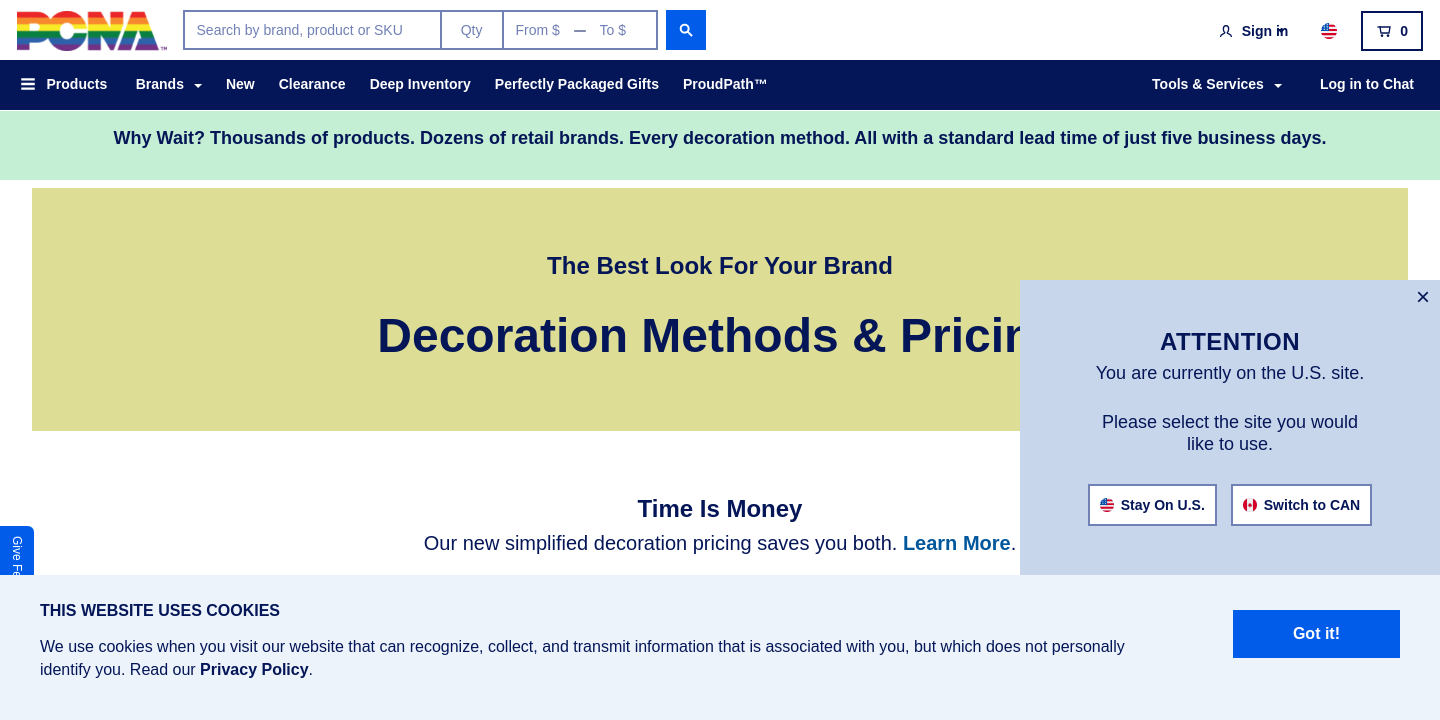 PCNA™
Search by brand, product or SKU Qty From $ — To $
Sign in 0
Products Brands New Clearance Deep Inventory Perfectly Packaged Gifts ProudPath™ Tools & Services Log in to Chat
Why Wait? Thousands of products. Dozens of retail brands. Every decoration method. All with a standard lead time of just five business days.
The Best Look For Your Brand
Decoration Methods & Pricin
ATTENTION
You are currently on the U.S. site.
Please select the site you would
like to use.
Stay On U.S. Switch to CAN
Time Is Money
Our new simplified decoration pricing saves you both. Learn More.
Give Fe
THIS WEBSITE USES COOKIES
We use cookies when you visit our website that can recognize, collect, and transmit information that is associated with you, but which does not personally
identify you. Read our Privacy Policy.
Got it!